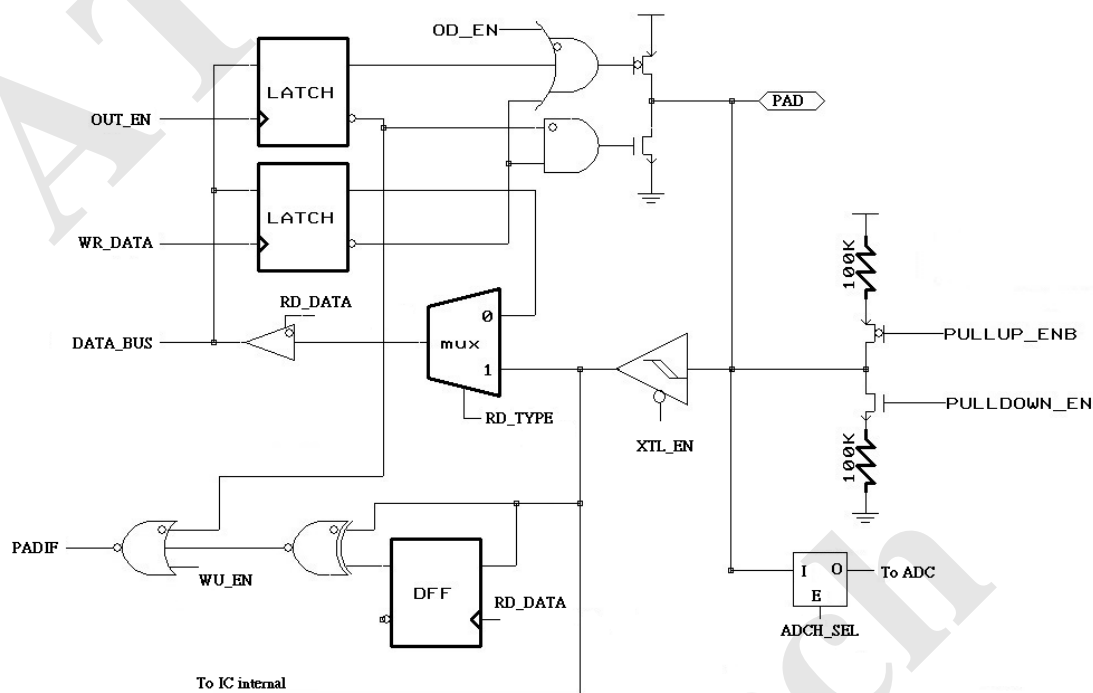 OD_EN
LATCH
PAD
OUT_EN
LATCH
WR_DATA
100K
RD_DATA
0
PULLUP_ENB
DATA_BUS
mux
1
PULLDOWN_EN
RD_TYPE
XTL_EN
100K
PADIF
WU_EN
DFF
RD_DATA
I O
To ADC
E
ADCH_SEL
To IC internal